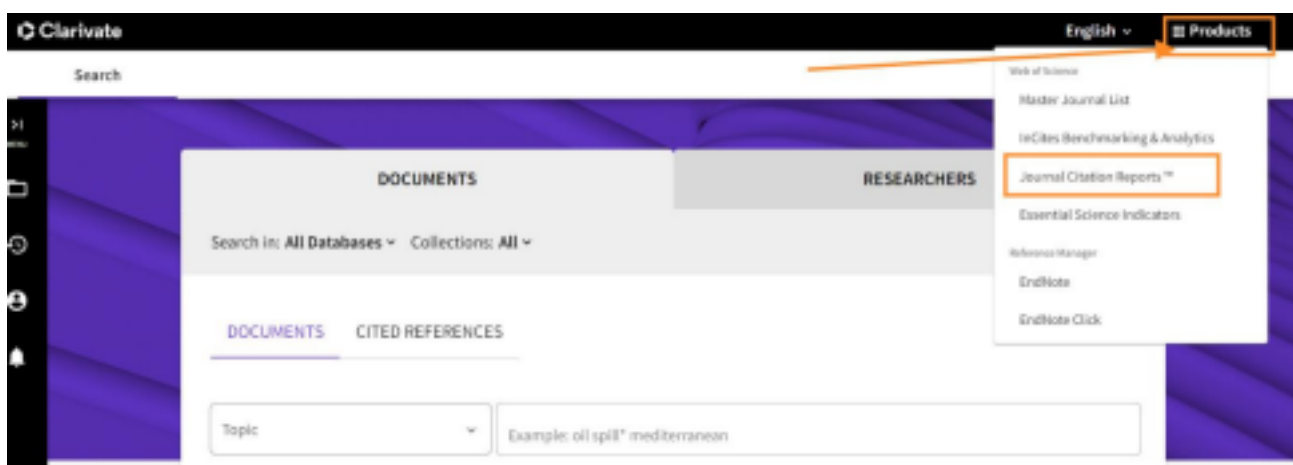 Clarivate
English
Products
Search
Web of Science
Master Journal List
InCites Benchmarking & Analytics
Journal Citation Reports™
Essential Science Indicators
Reference Manager
EndNote
EndNote Click
MENU
DOCUMENTS
RESEARCHERS
Search in: All Databases Collections: All
DOCUMENTS CITED REFERENCES
Topic
Example: oil spill* mediterranean